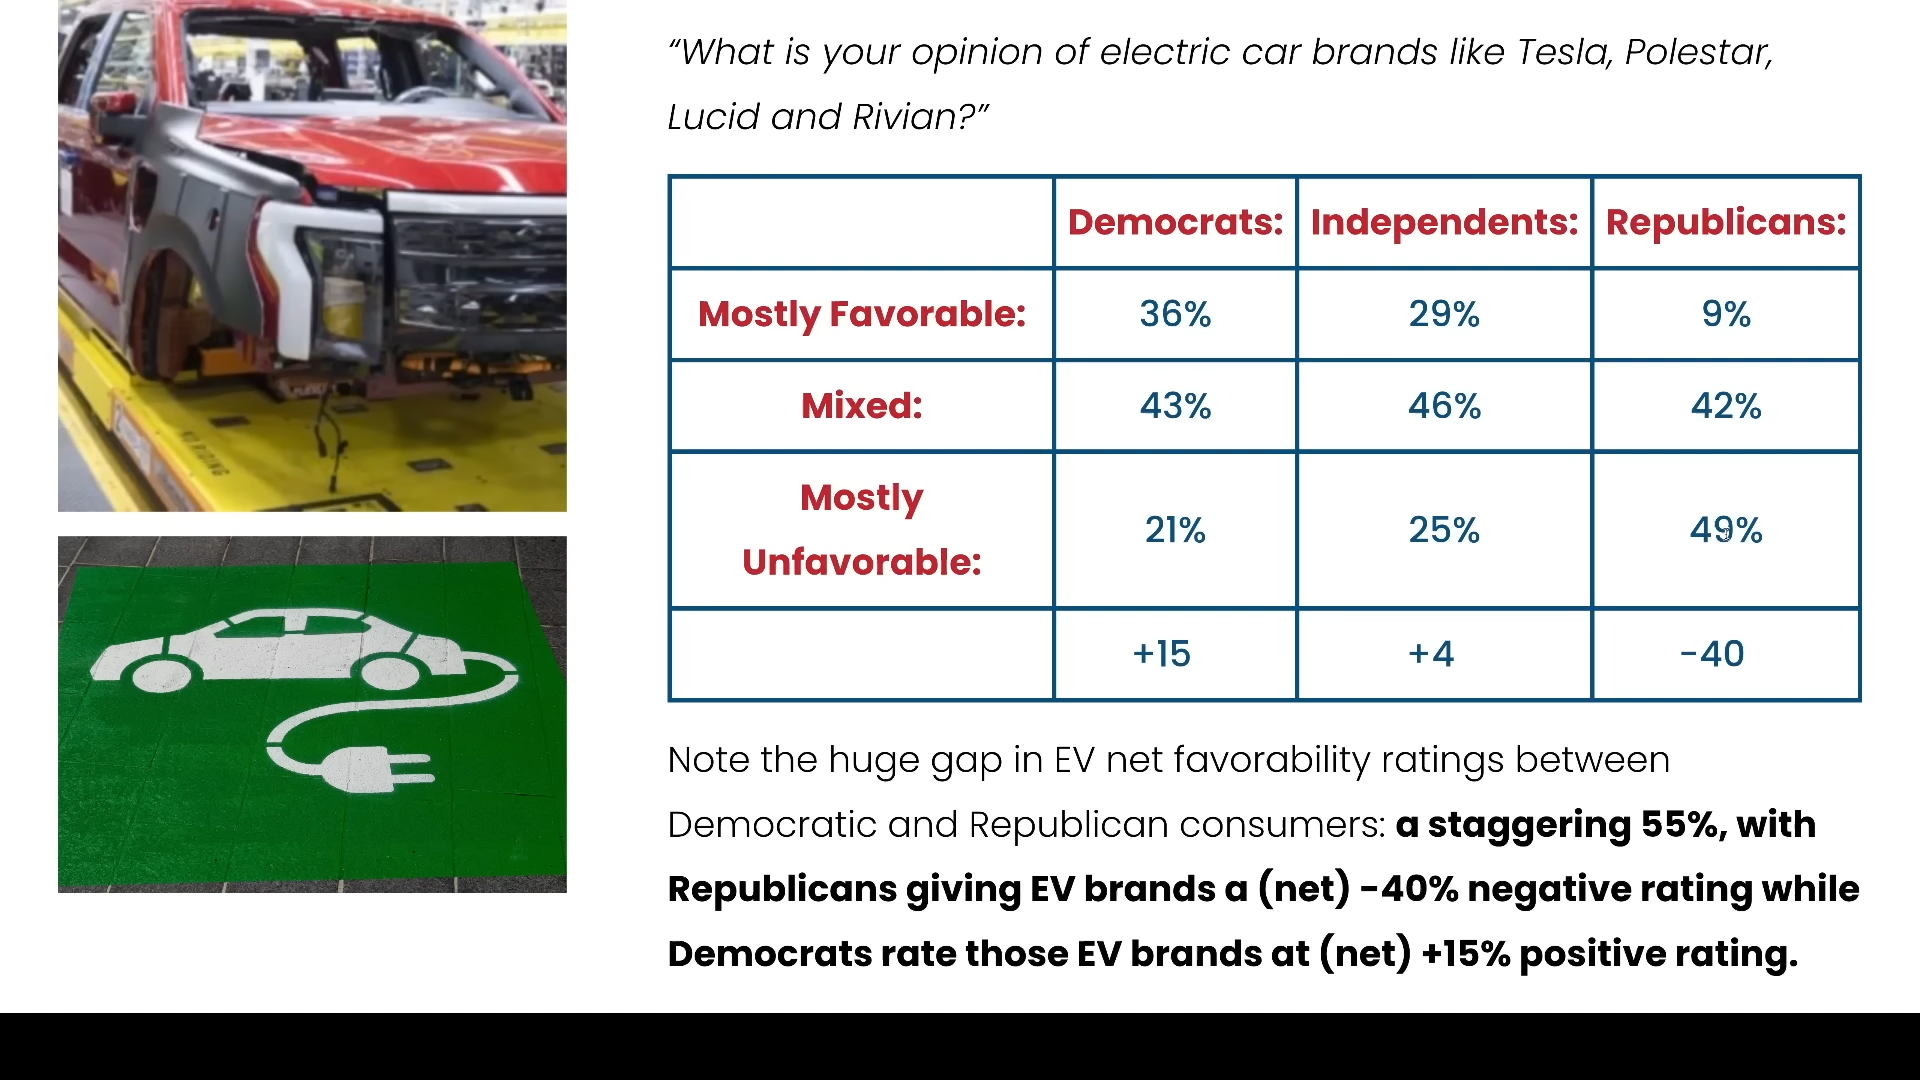 “What is your opinion of electric car brands like Tesla, Polestar,
Lucid and Rivian?”
Democrats: Independents: Republicans:
Mostly Favorable: 36% 29% 9%
Mixed: 43% 46% 42%
Mostly
Unfavorable: 21% 25% 49%
+15 +4 -40
Note the huge gap in EV net favorability ratings between
Democratic and Republican consumers: a staggering 55%, with
Republicans giving EV brands a (net) -40% negative rating while
Democrats rate those EV brands at (net) +15% positive rating.
NO RIDING